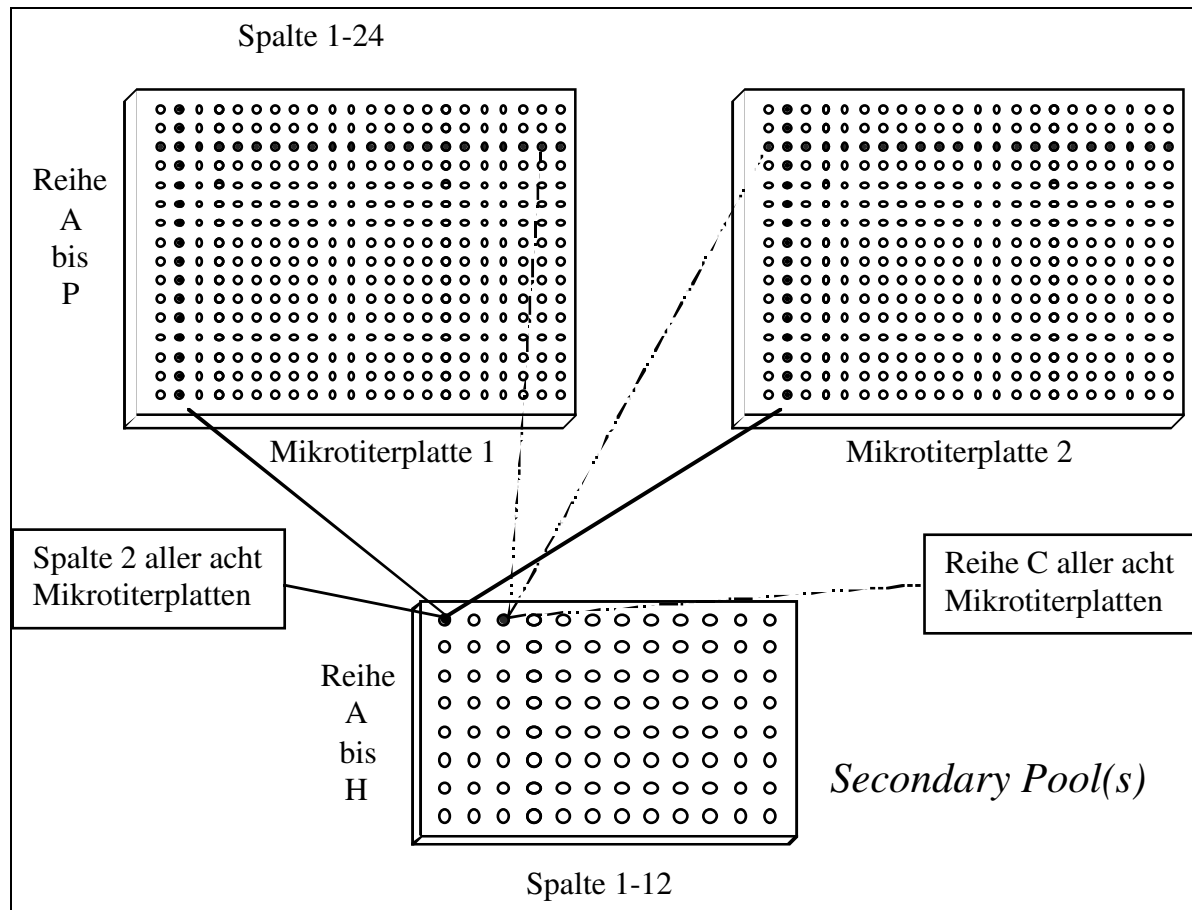 Spalte 1-24
Reihe
A
bis
P
Mikrotiterplatte 1
Mikrotiterplatte 2
Spalte 2 aller acht
Mikrotiterplatten
Reihe C aller acht
Mikrotiterplatten
Reihe
A
bis
H
Secondary Pool(s)
Spalte 1-12